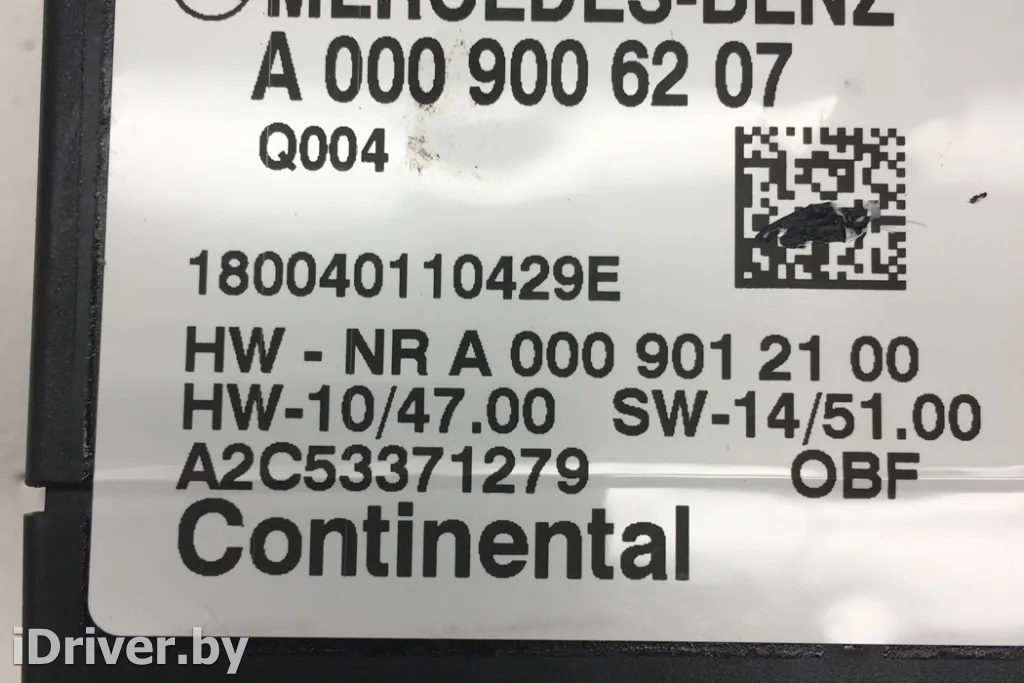 MERCEDES-BENZ
A 000 900 62 07
Q004
180040110429E
HW - NR A 000 901 21 00
HW-10/47.00 SW-14/51.00
A2C53371279 OBF
Continental
iDriver.by